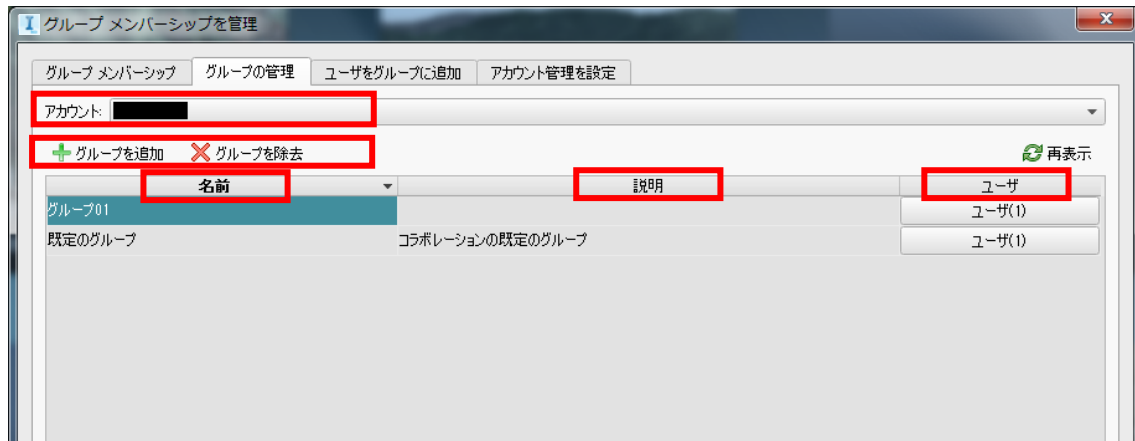 グループ メンバーシップを管理
グループ メンバーシップ グループの管理 ユーザをグループに追加 アカウント管理を設定
アカウント:
グループを追加 グループを除去 再表示
名前 説明 ユーザ
グループ01 ユーザ(1)
既定のグループ コラボレーションの既定のグループ ユーザ(1)